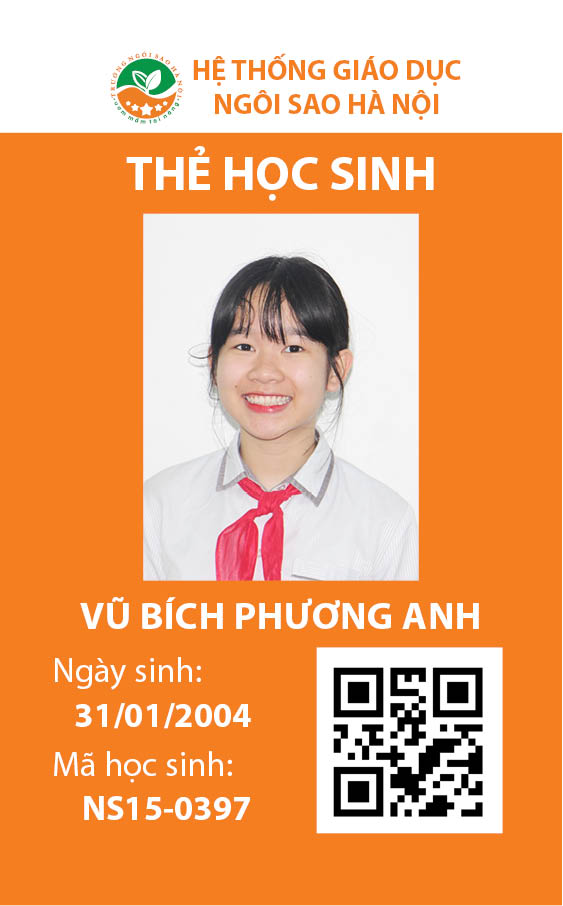 TRƯỜNG NGÔI SAO HÀ NỘI
ươm mầm tài năng
HỆ THỐNG GIÁO DỤC
NGÔI SAO HÀ NỘI
THẺ HỌC SINH
VŨ BÍCH PHƯƠNG ANH
Ngày sinh:
31/01/2004
Mã học sinh:
NS15-0397